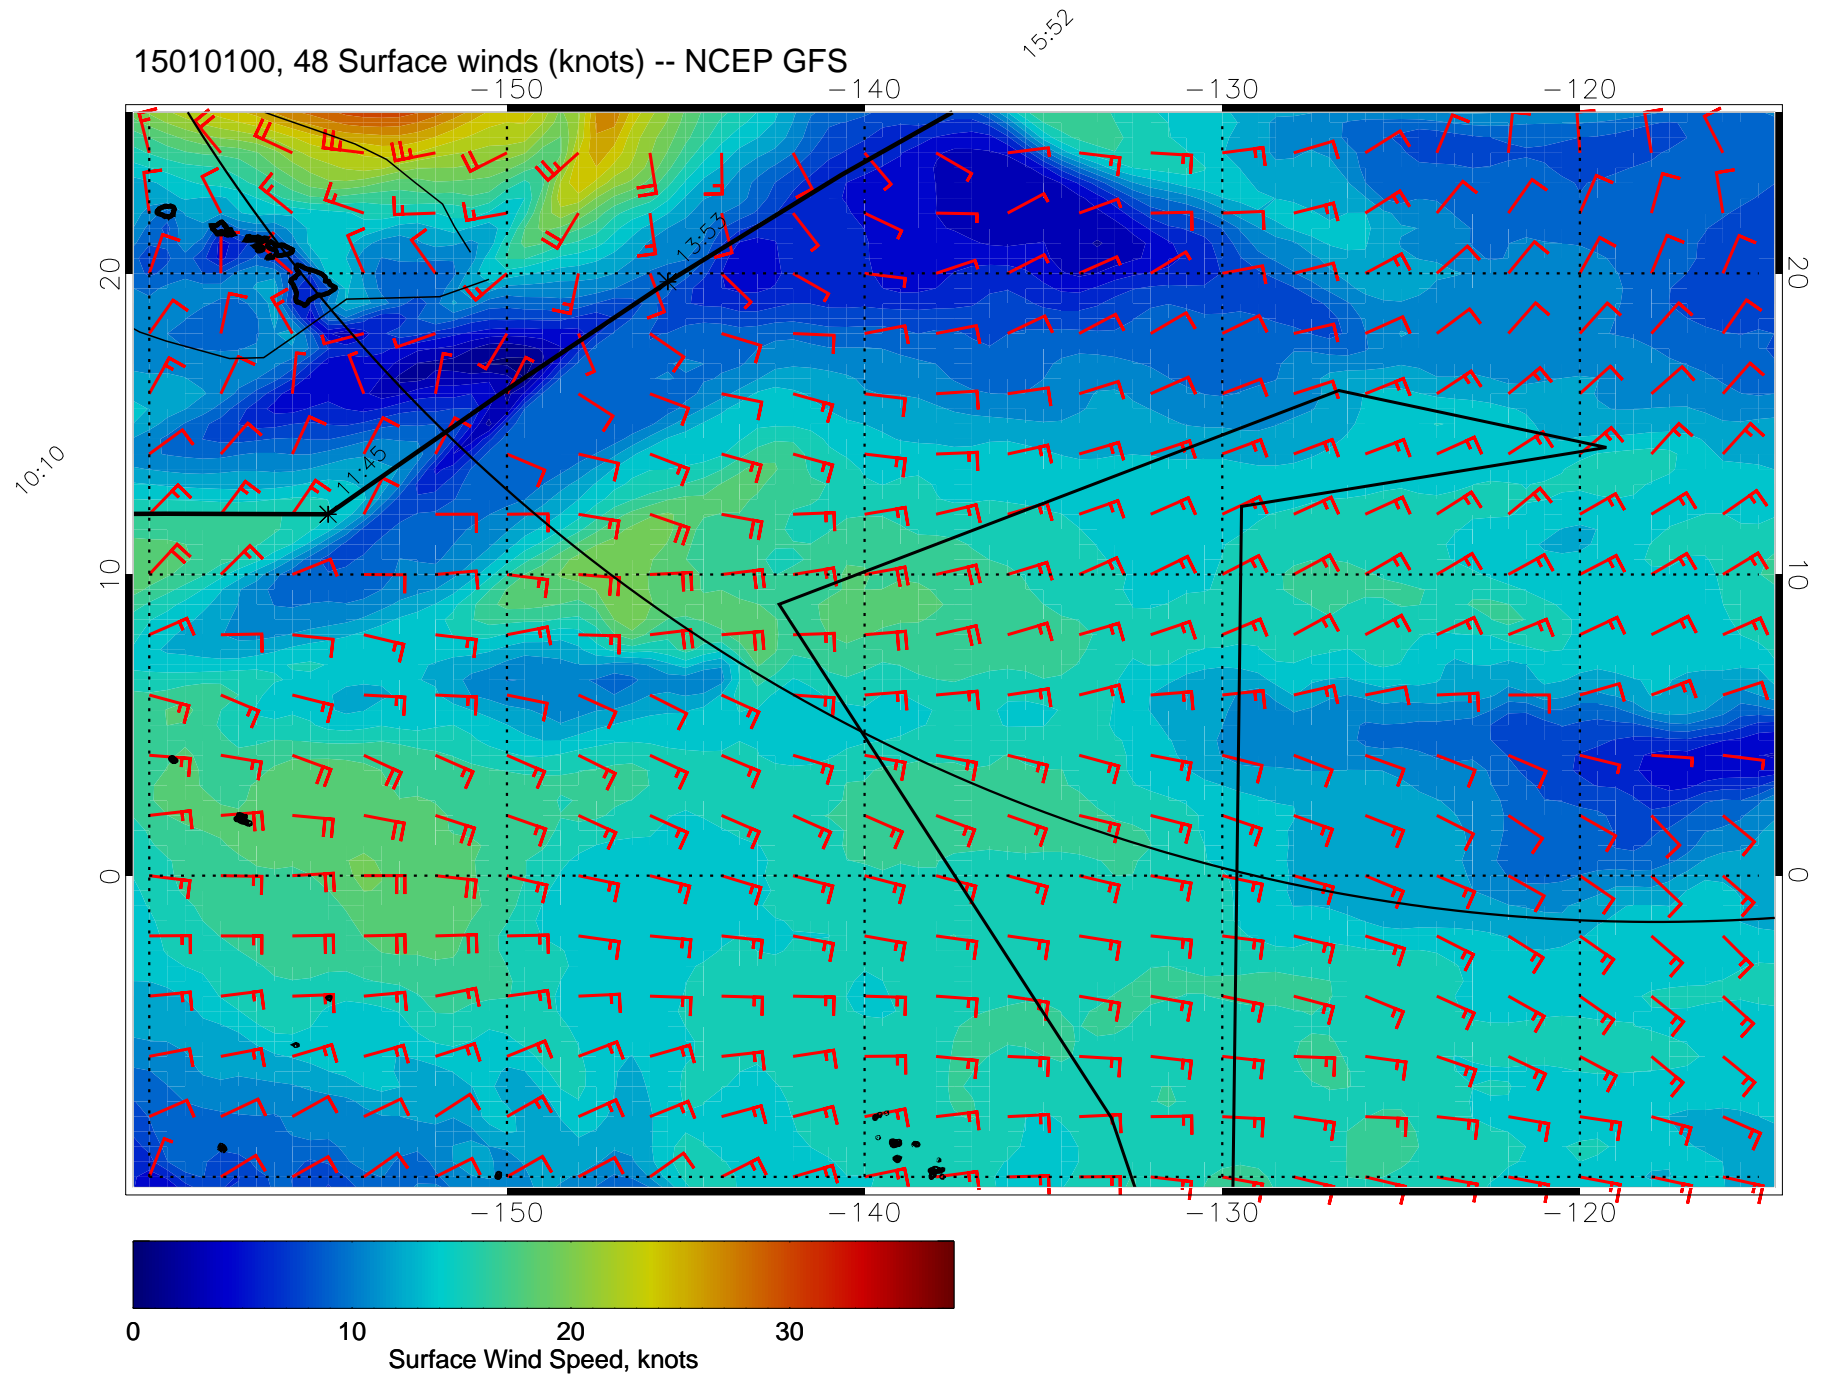 15:52
15010100, 48 Surface winds (knots) -- NCEP GFS
−150 −140 −130 −120
13:53
20 20
10:10
11:45
10 10
0 0
−150 −140 −130 −120
0 10 20 30
Surface Wind Speed, knots